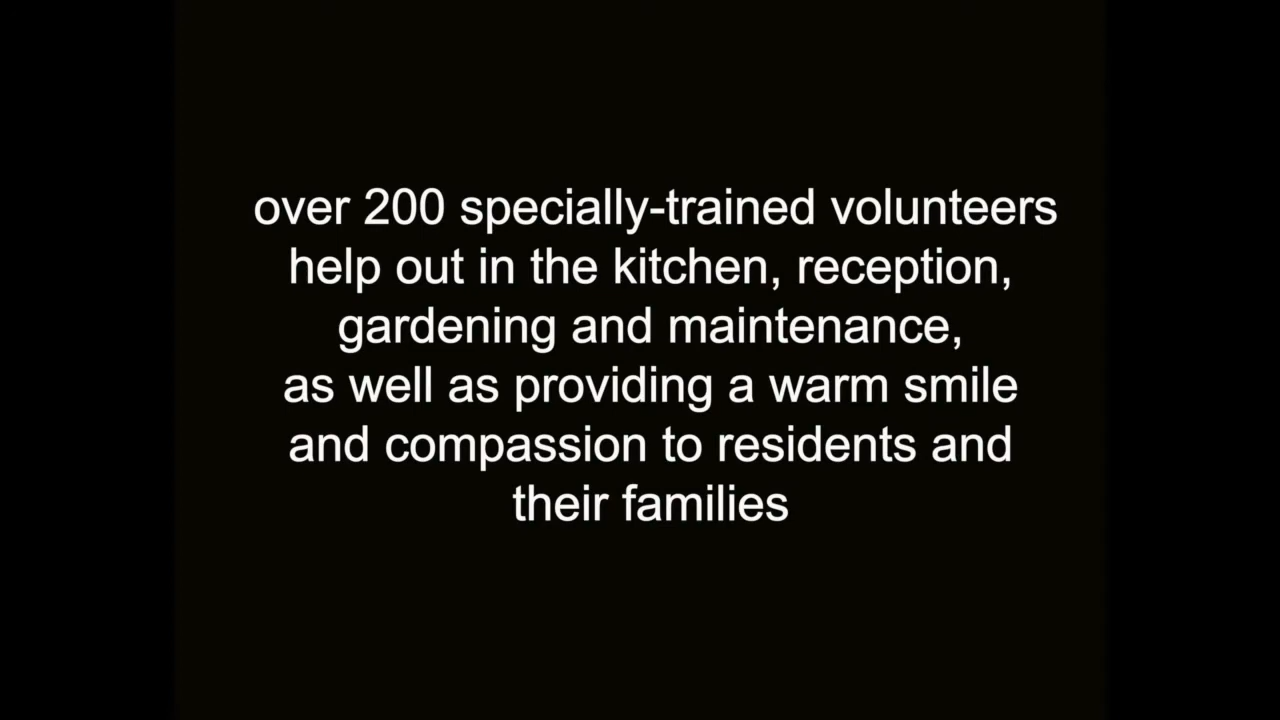 over 200 specially-trained volunteers
help out in the kitchen, reception,
gardening and maintenance,
as well as providing a warm smile
and compassion to residents and
their families